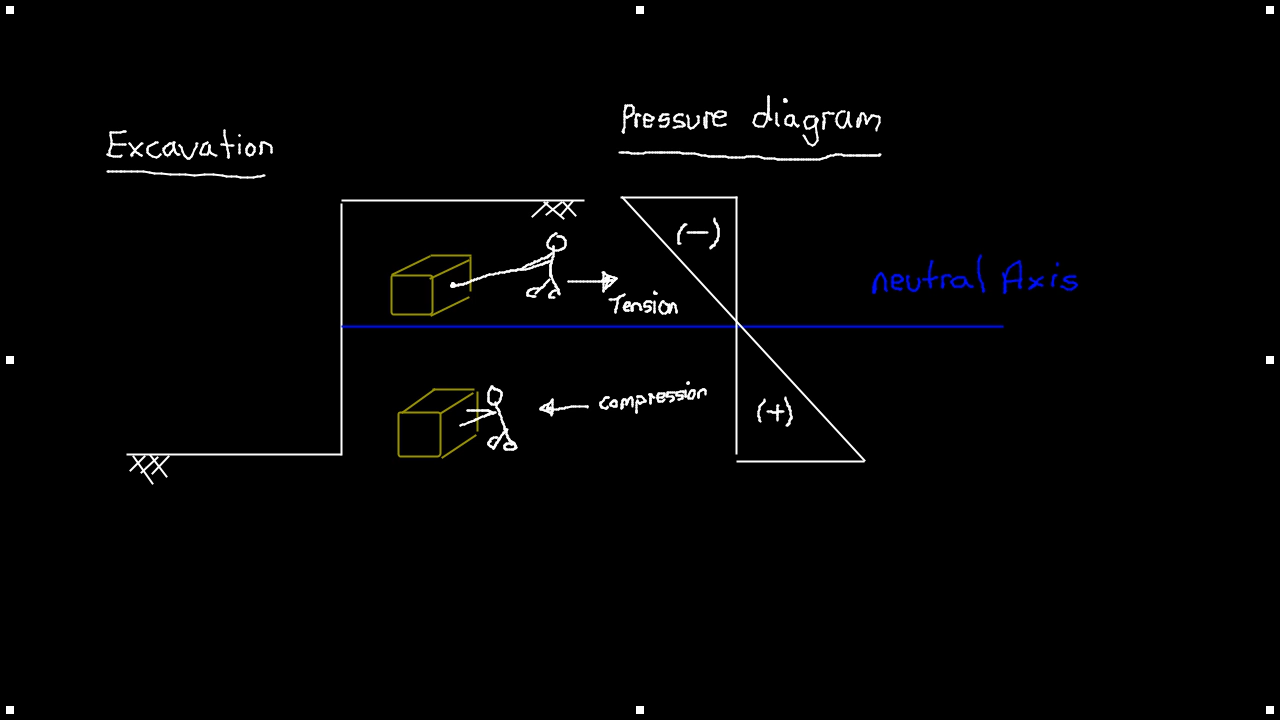 Excavation
Pressure diagram
(-)
neutral Axis
Tension
compression
(+)